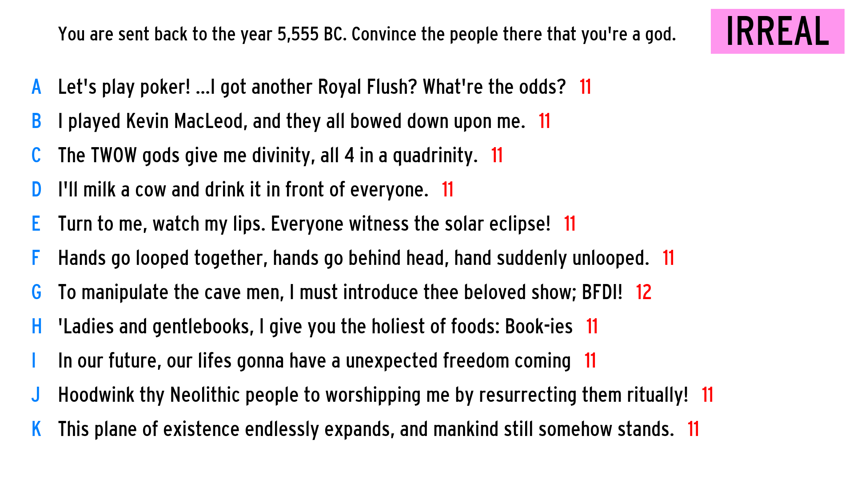 You are sent back to the year 5,555 BC. Convince the people there that you're a god. IRREAL
A Let's play poker! ...I got another Royal Flush? What're the odds? 11
B I played Kevin MacLeod, and they all bowed down upon me. 11
C The TWOW gods give me divinity, all 4 in a quadrinity. 11
D I'll milk a cow and drink it in front of everyone. 11
E Turn to me, watch my lips. Everyone witness the solar eclipse! 11
F Hands go looped together, hands go behind head, hand suddenly unlooped. 11
G To manipulate the cave men, I must introduce thee beloved show; BFDI! 12
H 'Ladies and gentlebooks, I give you the holiest of foods: Book-ies 11
I In our future, our lifes gonna have a unexpected freedom coming 11
J Hoodwink thy Neolithic people to worshipping me by resurrecting them ritually! 11
K This plane of existence endlessly expands, and mankind still somehow stands. 11